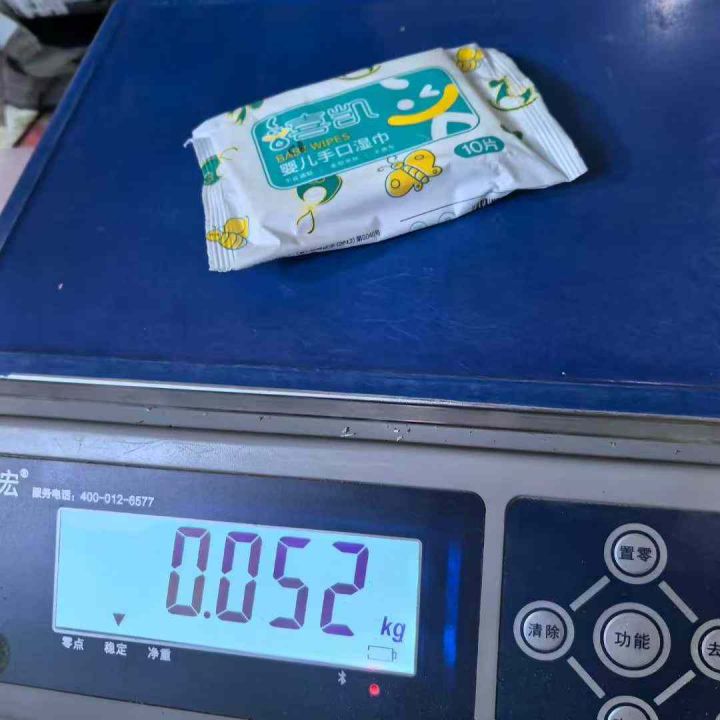 喜凯
BABY WIPES
婴儿手口湿巾
10片
宏®
服务电话：400-012-6577
0.052 kg
零点 稳定 净重
置零
清除
功能
去